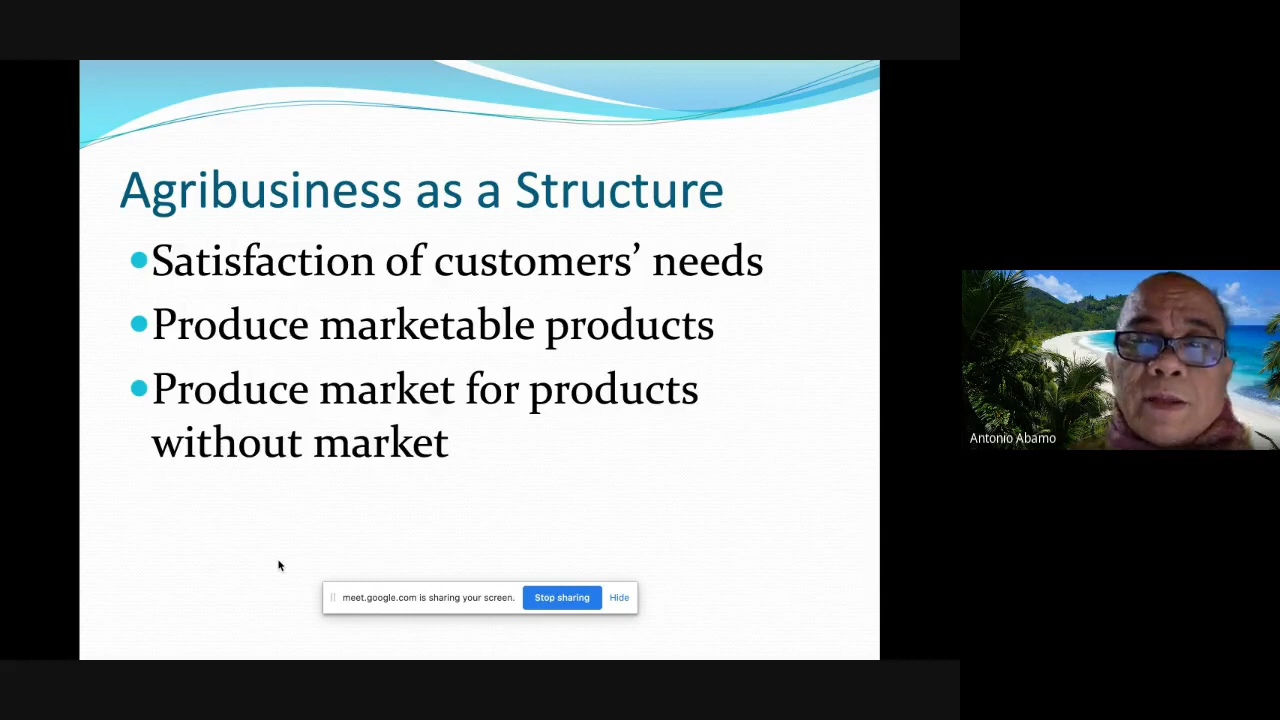 Agribusiness as a Structure
Satisfaction of customers’ needs
Produce marketable products
Produce market for products
without market
meet.google.com is sharing your screen.
Stop sharing
Hide
Antonio Abamo